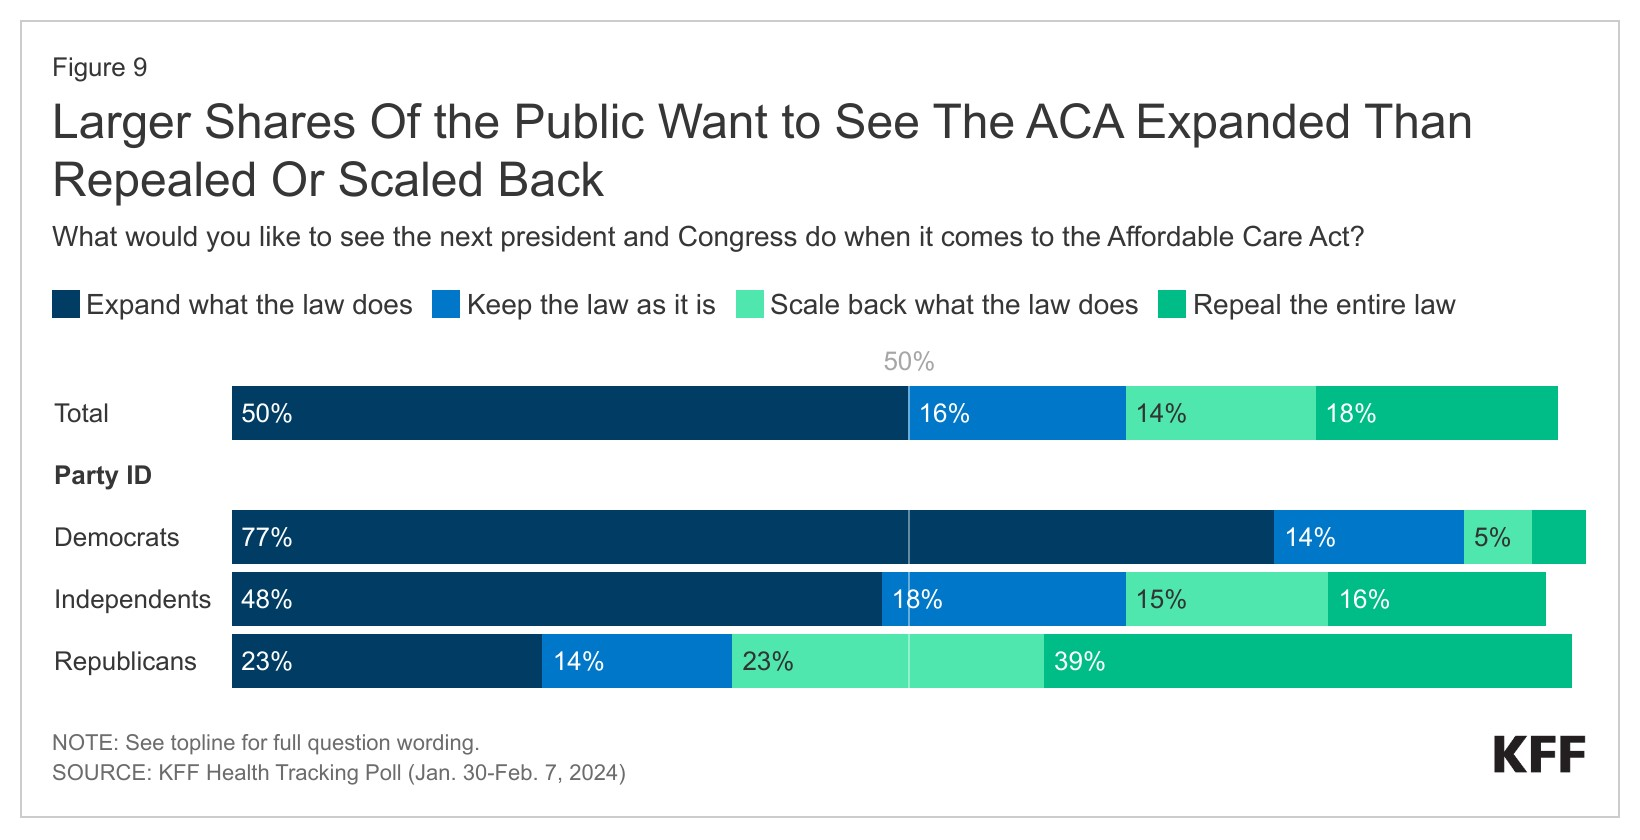 Figure 9
Larger Shares Of the Public Want to See The ACA Expanded Than
Repealed Or Scaled Back
What would you like to see the next president and Congress do when it comes to the Affordable Care Act?
Expand what the law does Keep the law as it is Scale back what the law does Repeal the entire law
50%
Total 50% 16% 14% 18%
Party ID
Democrats 77% 14% 5%
Independents 48% 18% 15% 16%
Republicans 23% 14% 23% 39%
NOTE: See topline for full question wording.
SOURCE: KFF Health Tracking Poll (Jan. 30-Feb. 7, 2024)
KFF